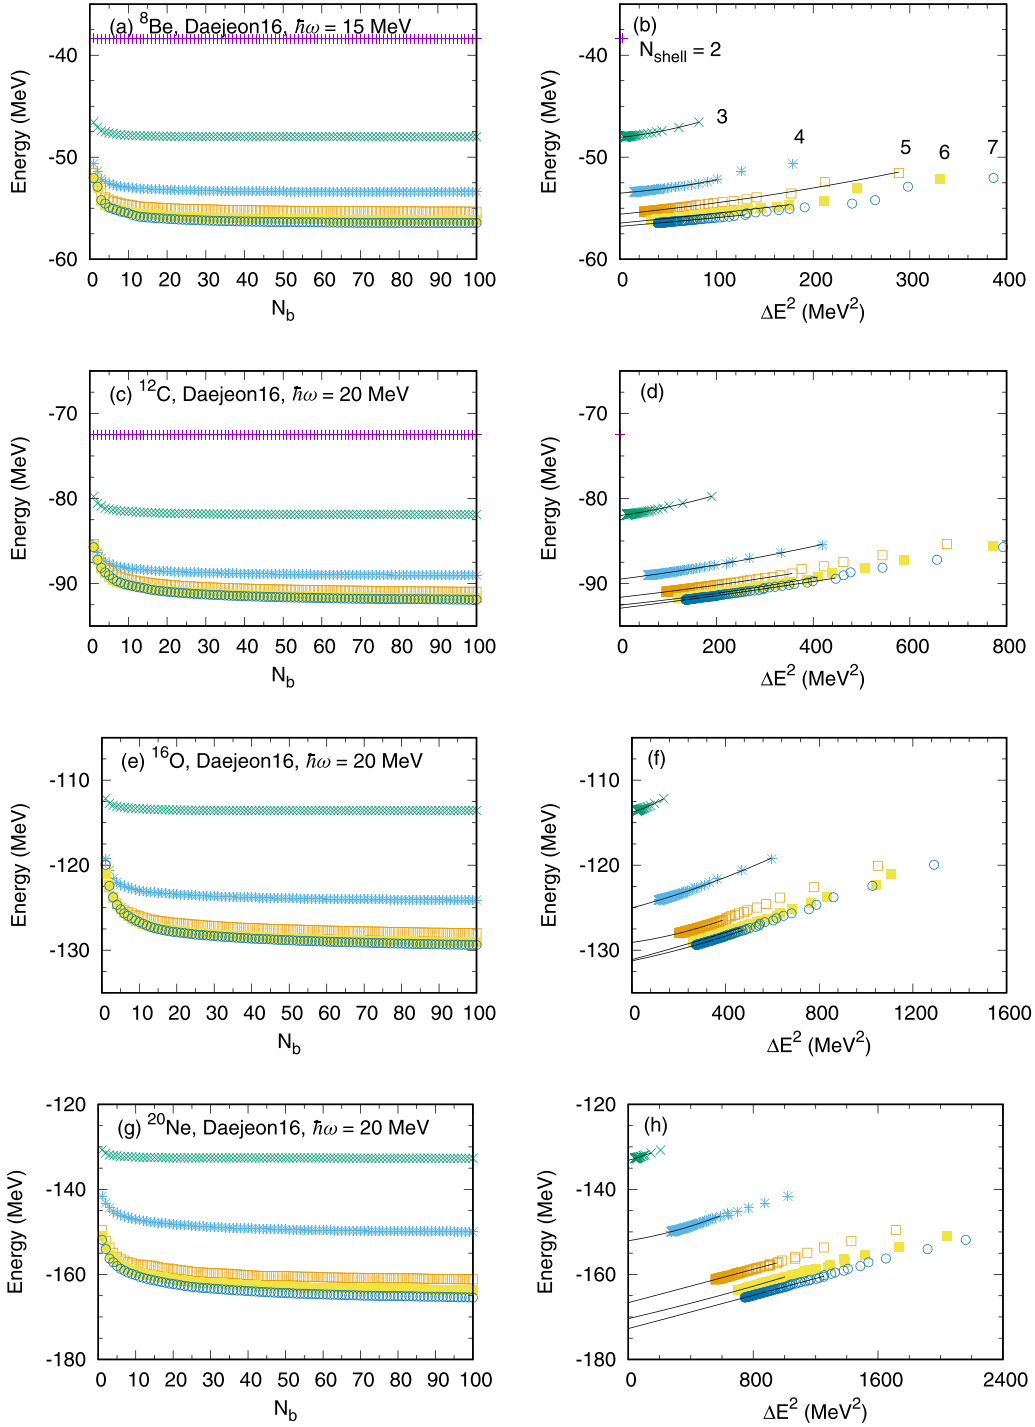 (a) ⁸Be, Daejeon16, ℏω = 15 MeV
Energy (MeV)
-40
-50
-60
0 10 20 30 40 50 60 70 80 90 100
N_b
(b)
N_shell = 2
3
4
5
6
7
Energy (MeV)
-40
-50
-60
0 100 200 300 400
ΔE² (MeV²)
(c) ¹²C, Daejeon16, ℏω = 20 MeV
Energy (MeV)
-70
-80
-90
0 10 20 30 40 50 60 70 80 90 100
N_b
(d)
Energy (MeV)
-70
-80
-90
0 200 400 600 800
ΔE² (MeV²)
(e) ¹⁶O, Daejeon16, ℏω = 20 MeV
Energy (MeV)
-110
-120
-130
0 10 20 30 40 50 60 70 80 90 100
N_b
(f)
Energy (MeV)
-110
-120
-130
0 400 800 1200 1600
ΔE² (MeV²)
(g) ²⁰Ne, Daejeon16, ℏω = 20 MeV
Energy (MeV)
-120
-140
-160
-180
0 10 20 30 40 50 60 70 80 90 100
N_b
(h)
Energy (MeV)
-120
-140
-160
-180
0 800 1600 2400
ΔE² (MeV²)